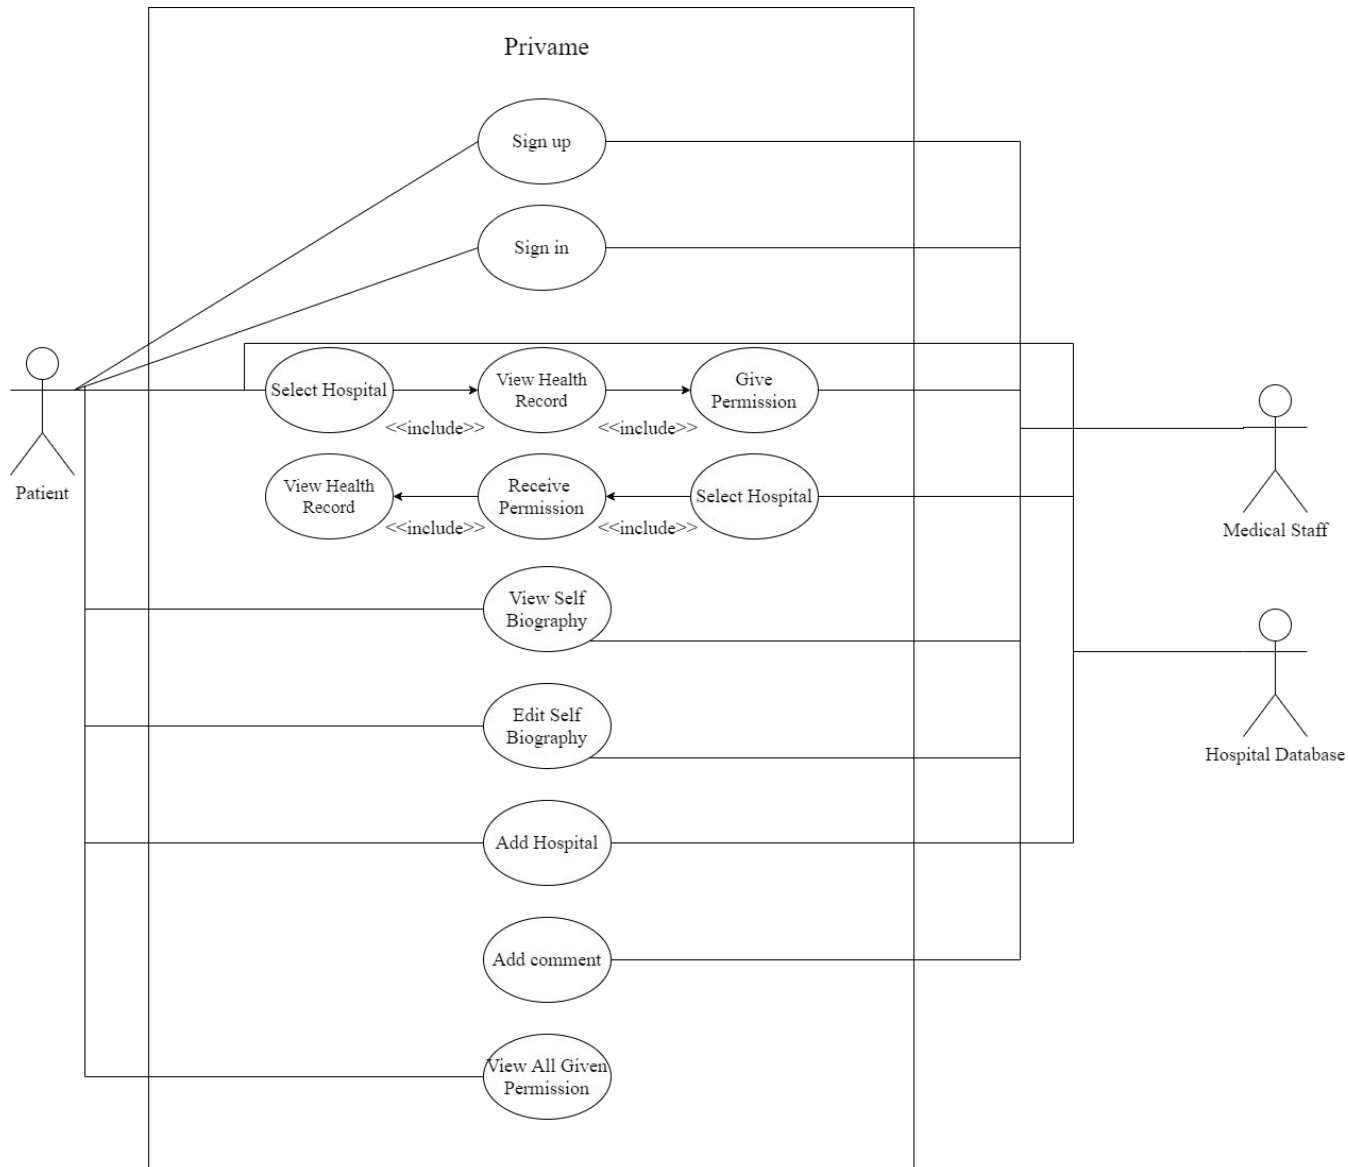 Privame
Sign up
Sign in
Select Hospital
View Health
Record
Give
Permission
<<include>>
<<include>>
Patient
View Health
Record
Receive
Permission
Select Hospital
<<include>>
<<include>>
Medical Staff
View Self
Biography
Edit Self
Biography
Hospital Database
Add Hospital
Add comment
View All Given
Permission